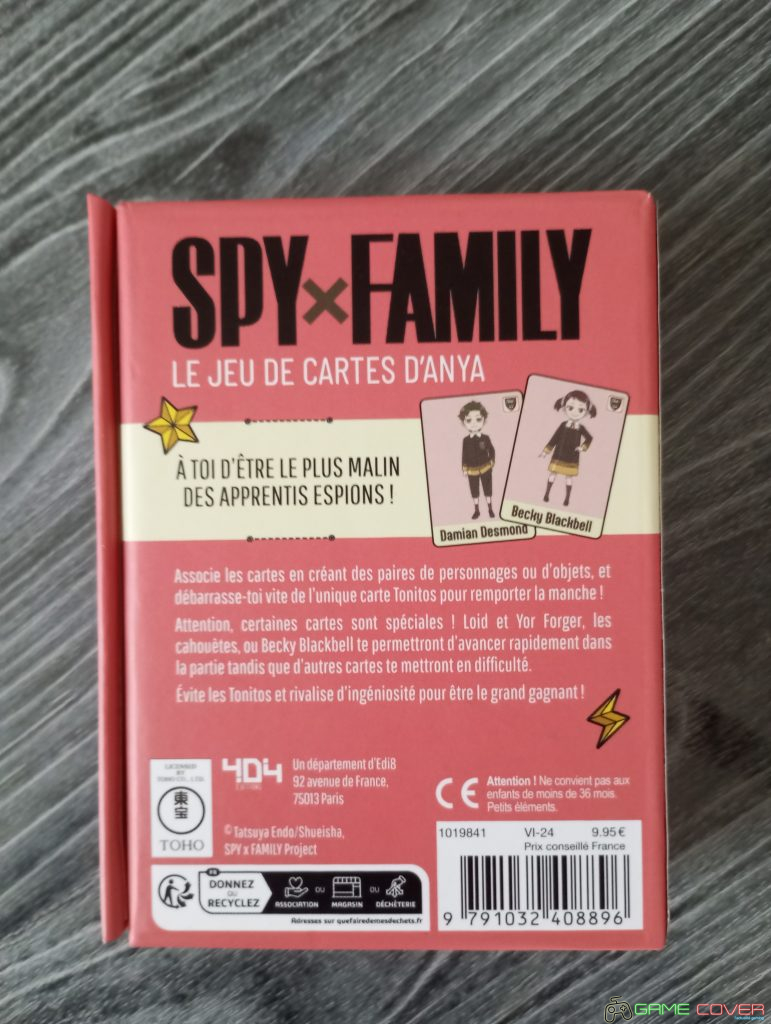 SPY×FAMILY
LE JEU DE CARTES D'ANYA
À TOI D'ÊTRE LE PLUS MALIN
DES APPRENTIS ESPIONS !
Damian Desmond
Becky Blackbell
Associe les cartes en créant des paires de personnages ou d'objets, et
débarrasse-toi vite de l'unique carte Tonitos pour remporter la manche !
Attention, certaines cartes sont spéciales ! Loid et Yor Forger, les
cahouètes, ou Becky Blackbell te permettront d'avancer rapidement dans
la partie tandis que d'autres cartes te mettront en difficulté.
Évite les Tonitos et rivalise d'ingéniosité pour être le grand gagnant !
LICENSED
BY
TOHO CO., LTD.
東宝
TOHO
404
ÉDITIONS
Un département d'Edi8
92 avenue de France,
75013 Paris
© Tatsuya Endo/Shueisha,
SPY x FAMILY Project
CE
Attention ! Ne convient pas aux
enfants de moins de 36 mois.
Petits éléments.
1019841 VI-24 9.95 €
Prix conseillé France
9 791032 408896
FR
DONNEZ
OU
RECYCLEZ
ASSOCIATION
OU
MAGASIN
OU
DÉCHÈTERIE
Adresses sur quefairedemesdechets.fr
GAME COVER